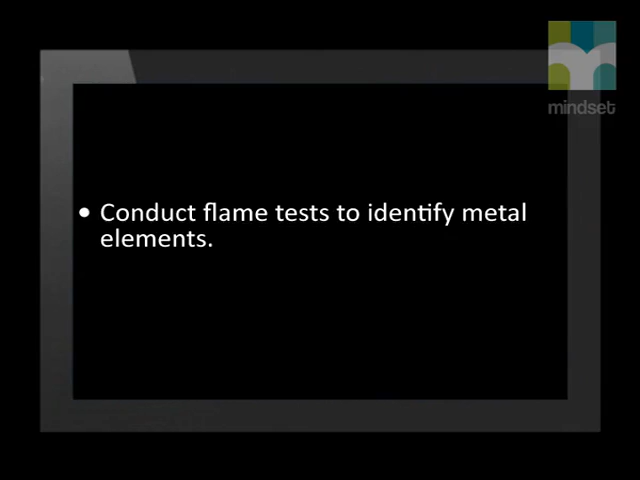 mindset
• Conduct flame tests to identify metal
elements.